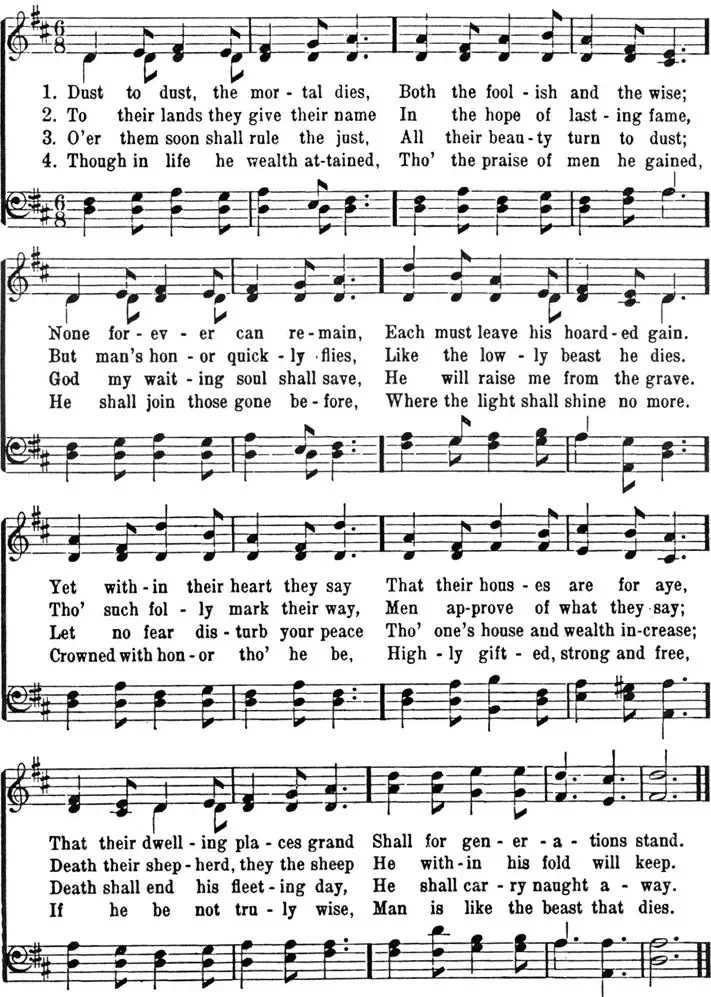 1. Dust to dust, the mor - tal dies, Both the fool - ish and the wise;
2. To their lands they give their name In the hope of last - ing fame,
3. O'er them soon shall rule the just, All their beau - ty turn to dust;
4. Though in life he wealth at-tained, Tho' the praise of men he gained,
None for - ev - er can re - main, Each must leave his hoard - ed gain.
But man's hon - or quick - ly flies, Like the low - ly beast he dies.
God my wait - ing soul shall save, He will raise me from the grave.
He shall join those gone be - fore, Where the light shall shine no more.
Yet with - in their heart they say That their hous - es are for aye,
Tho' such fol - ly mark their way, Men ap-prove of what they say;
Let no fear dis - turb your peace Tho' one's house and wealth in-crease;
Crowned with hon - or tho' he be, High - ly gift - ed, strong and free,
That their dwell - ing pla - ces grand Shall for gen - er - a - tions stand.
Death their shep - herd, they the sheep He with - in his fold will keep.
Death shall end his fleet - ing day, He shall car - ry naught a - way.
If he be not tru - ly wise, Man is like the beast that dies.